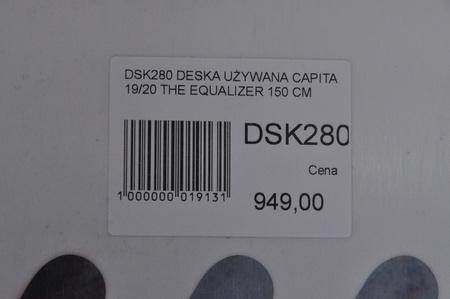 DSK280 DESKA UŻYWANA CAPITA
19/20 THE EQUALIZER 150 CM
DSK280
Cena
1 000000 019131
949,00